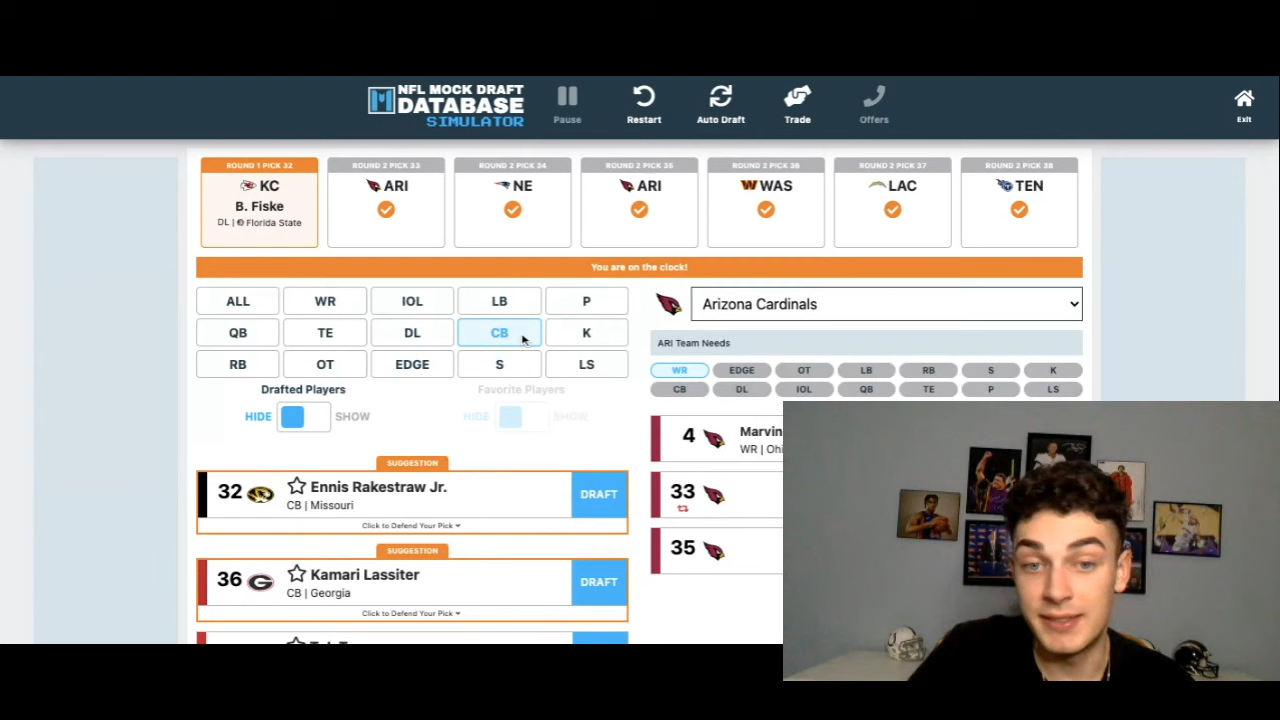 NFL MOCK DRAFT
DATABASE
SIMULATOR
Pause
Restart
Auto Draft
Trade
Offers
Exit
ROUND 1 PICK 32
KC
B. Fiske
DL | Florida State
ROUND 2 PICK 33
ARI
ROUND 2 PICK 34
NE
ROUND 2 PICK 35
ARI
ROUND 2 PICK 36
WAS
ROUND 2 PICK 37
LAC
ROUND 2 PICK 38
TEN
You are on the clock!
ALL WR IOL LB P
QB TE DL CB K
RB OT EDGE S LS
Drafted Players
HIDE SHOW
Favorite Players
HIDE SHOW
SUGGESTION
32 Ennis Rakestraw Jr.
CB | Missouri
DRAFT
Click to Defend Your Pick
SUGGESTION
36 Kamari Lassiter
CB | Georgia
DRAFT
Click to Defend Your Pick
Arizona Cardinals
ARI Team Needs
WR EDGE OT LB RB S K
CB DL IOL QB TE P LS
4 Marvin
WR | Ohi
33
35